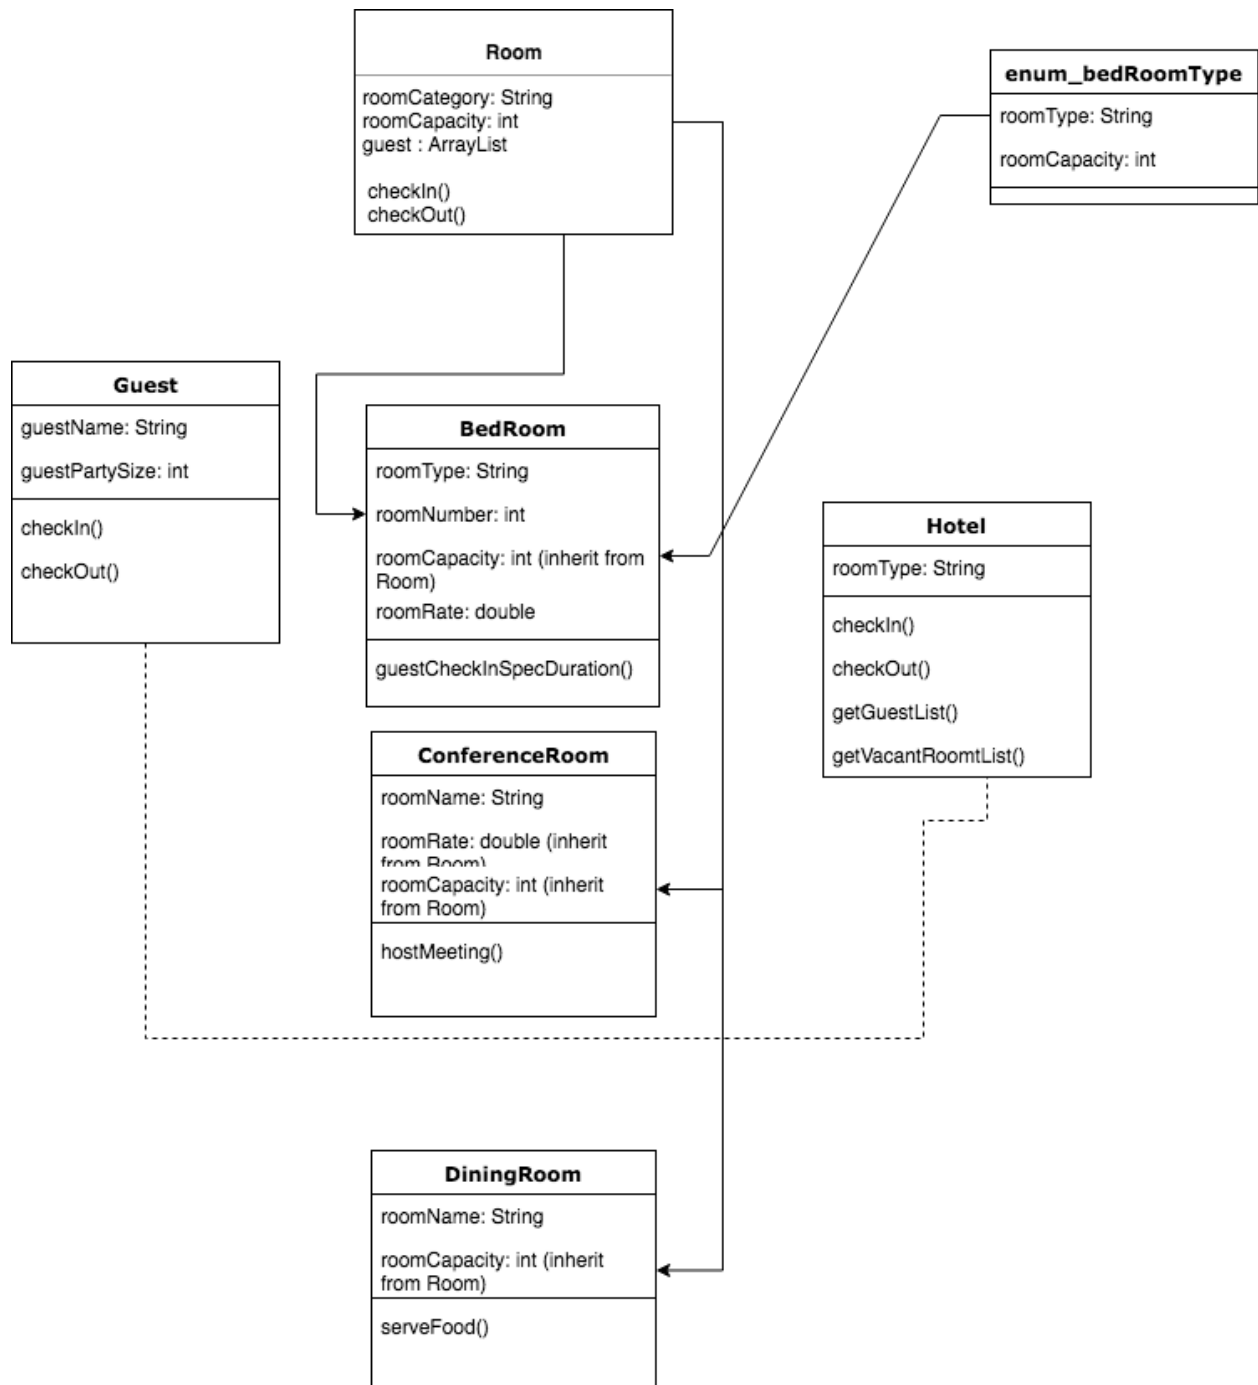 Room
roomCategory: String
roomCapacity: int
guest : ArrayList
checkIn()
checkOut()
enum_bedRoomType
roomType: String
roomCapacity: int
Guest
guestName: String
guestPartySize: int
checkIn()
checkOut()
BedRoom
roomType: String
roomNumber: int
roomCapacity: int (inherit from
Room)
roomRate: double
guestCheckInSpecDuration()
Hotel
roomType: String
checkIn()
checkOut()
getGuestList()
getVacantRoomtList()
ConferenceRoom
roomName: String
roomRate: double (inherit
from Room)
roomCapacity: int (inherit
from Room)
hostMeeting()
DiningRoom
roomName: String
roomCapacity: int (inherit
from Room)
serveFood()